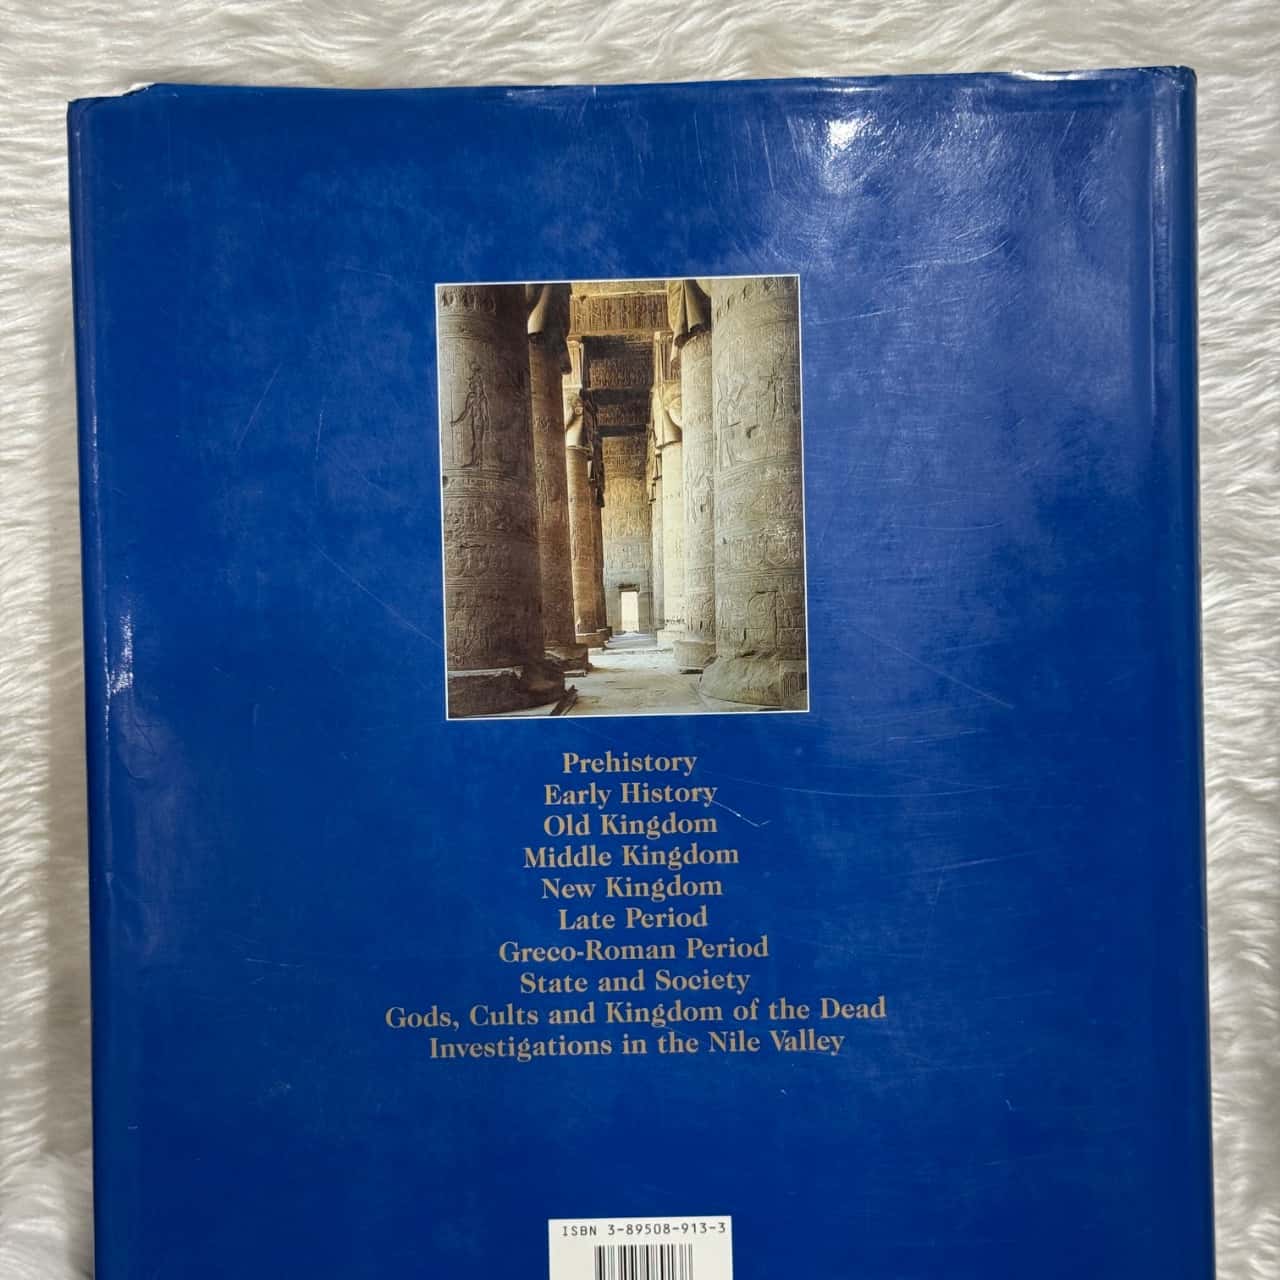 Prehistory
Early History
Old Kingdom
Middle Kingdom
New Kingdom
Late Period
Greco-Roman Period
State and Society
Gods, Cults and Kingdom of the Dead
Investigations in the Nile Valley
ISBN 3-89508-913-3